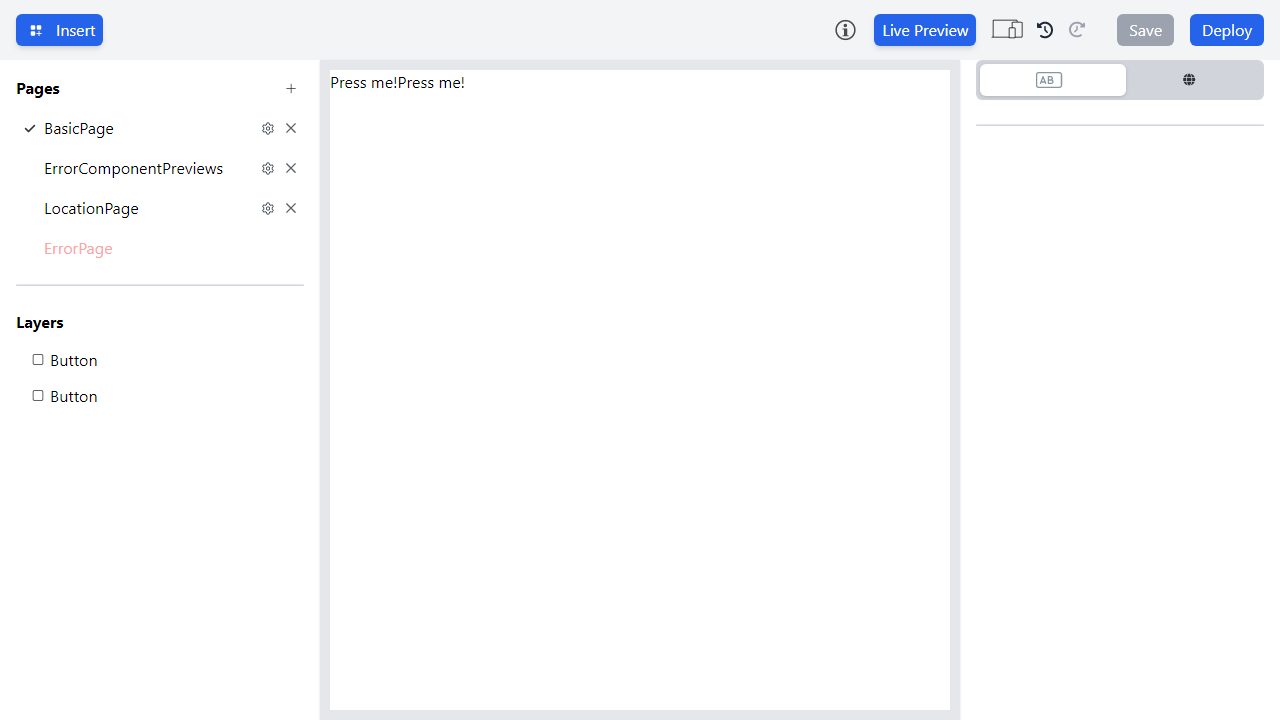 Insert
Live Preview
Save
Deploy
Pages
BasicPage
ErrorComponentPreviews
LocationPage
ErrorPage
Layers
Button
Button
Press me!Press me!
AB